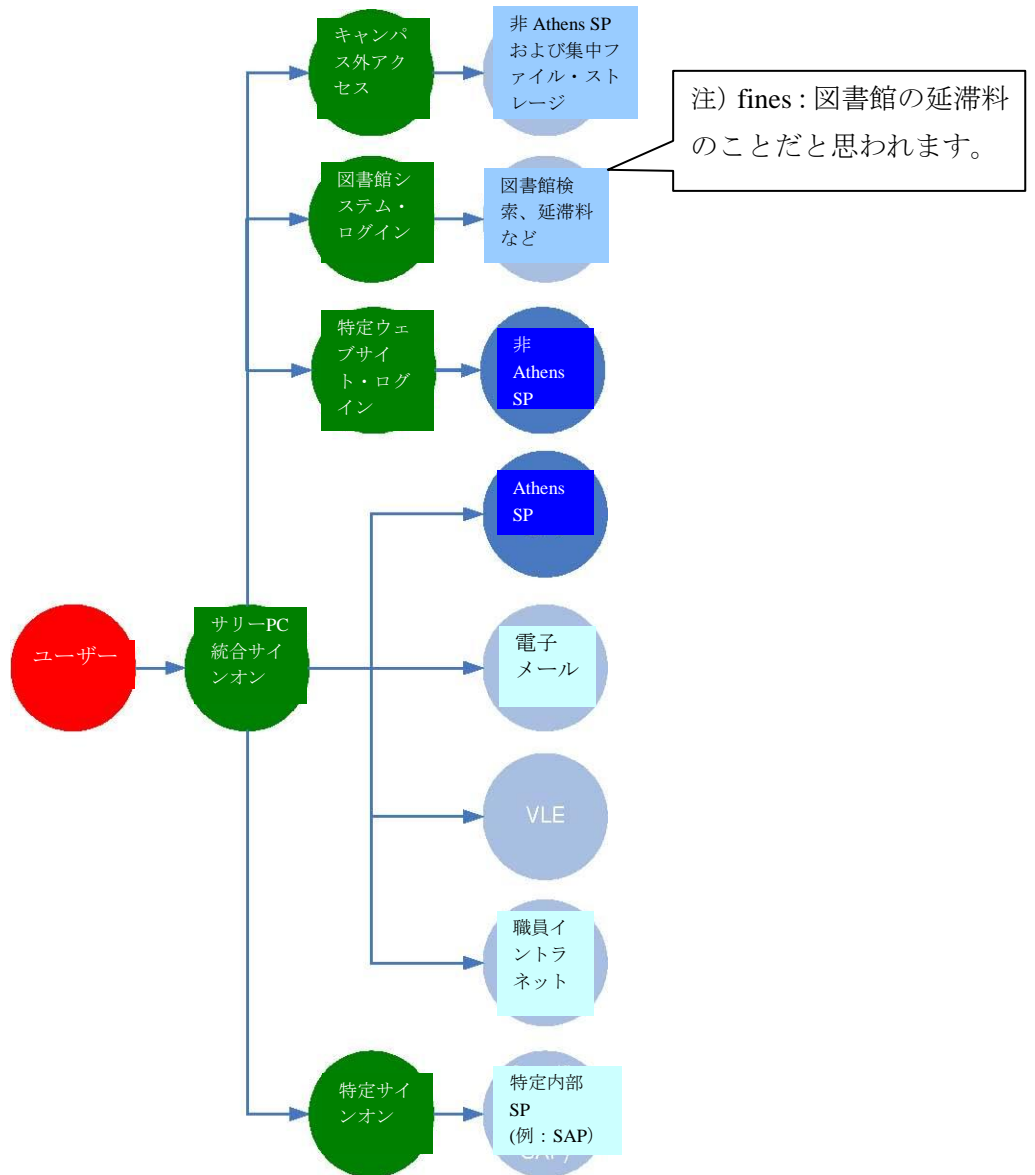 キャンパ
ス外アク
セス
非 Athens SP
および集中フ
ァイル・スト
レージ
注) fines : 図書館の延滞料
のことだと思われます。
図書館シ
ステム・
ログイン
図書館検
索、延滞料
など
特定ウェ
ブサイ
ト・ログ
イン
非
Athens
SP
Athens
SP
ユーザー
サリーPC
統合サイ
ンオン
電子
メール
VLE
職員イ
ントラ
ネット
特定サイ
ンオン
特定内部
SP
(例：SAP)
SAP)